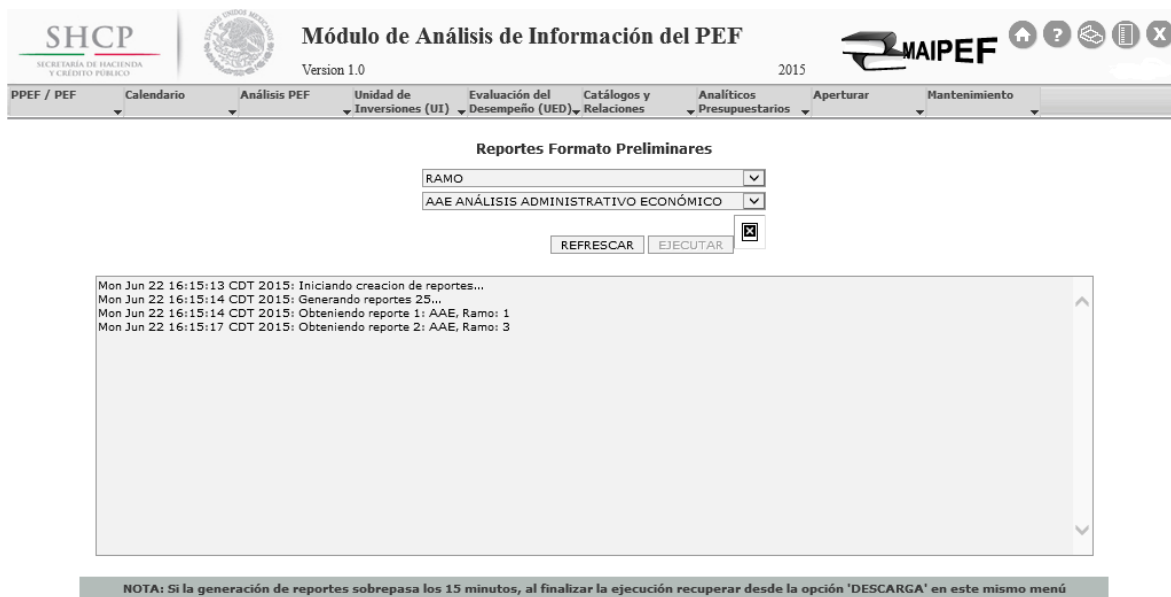 SHCP
SECRETARÍA DE HACIENDA
Y CRÉDITO PÚBLICO
ESTADOS UNIDOS MEXICANOS
Módulo de Análisis de Información del PEF
Version 1.0
2015
MAIPEF
PPEF / PEF
Calendario
Análisis PEF
Unidad de
Inversiones (UI)
Evaluación del
Desempeño (UED)
Catálogos y
Relaciones
Analíticos
Presupuestarios
Aperturar
Mantenimiento
Reportes Formato Preliminares
RAMO
AAE ANÁLISIS ADMINISTRATIVO ECONÓMICO
REFRESCAR
EJECUTAR
Mon Jun 22 16:15:13 CDT 2015: Iniciando creacion de reportes...
Mon Jun 22 16:15:14 CDT 2015: Generando reportes 25...
Mon Jun 22 16:15:14 CDT 2015: Obteniendo reporte 1: AAE, Ramo: 1
Mon Jun 22 16:15:17 CDT 2015: Obteniendo reporte 2: AAE, Ramo: 3
NOTA: Si la generación de reportes sobrepasa los 15 minutos, al finalizar la ejecución recuperar desde la opción 'DESCARGA' en este mismo menú